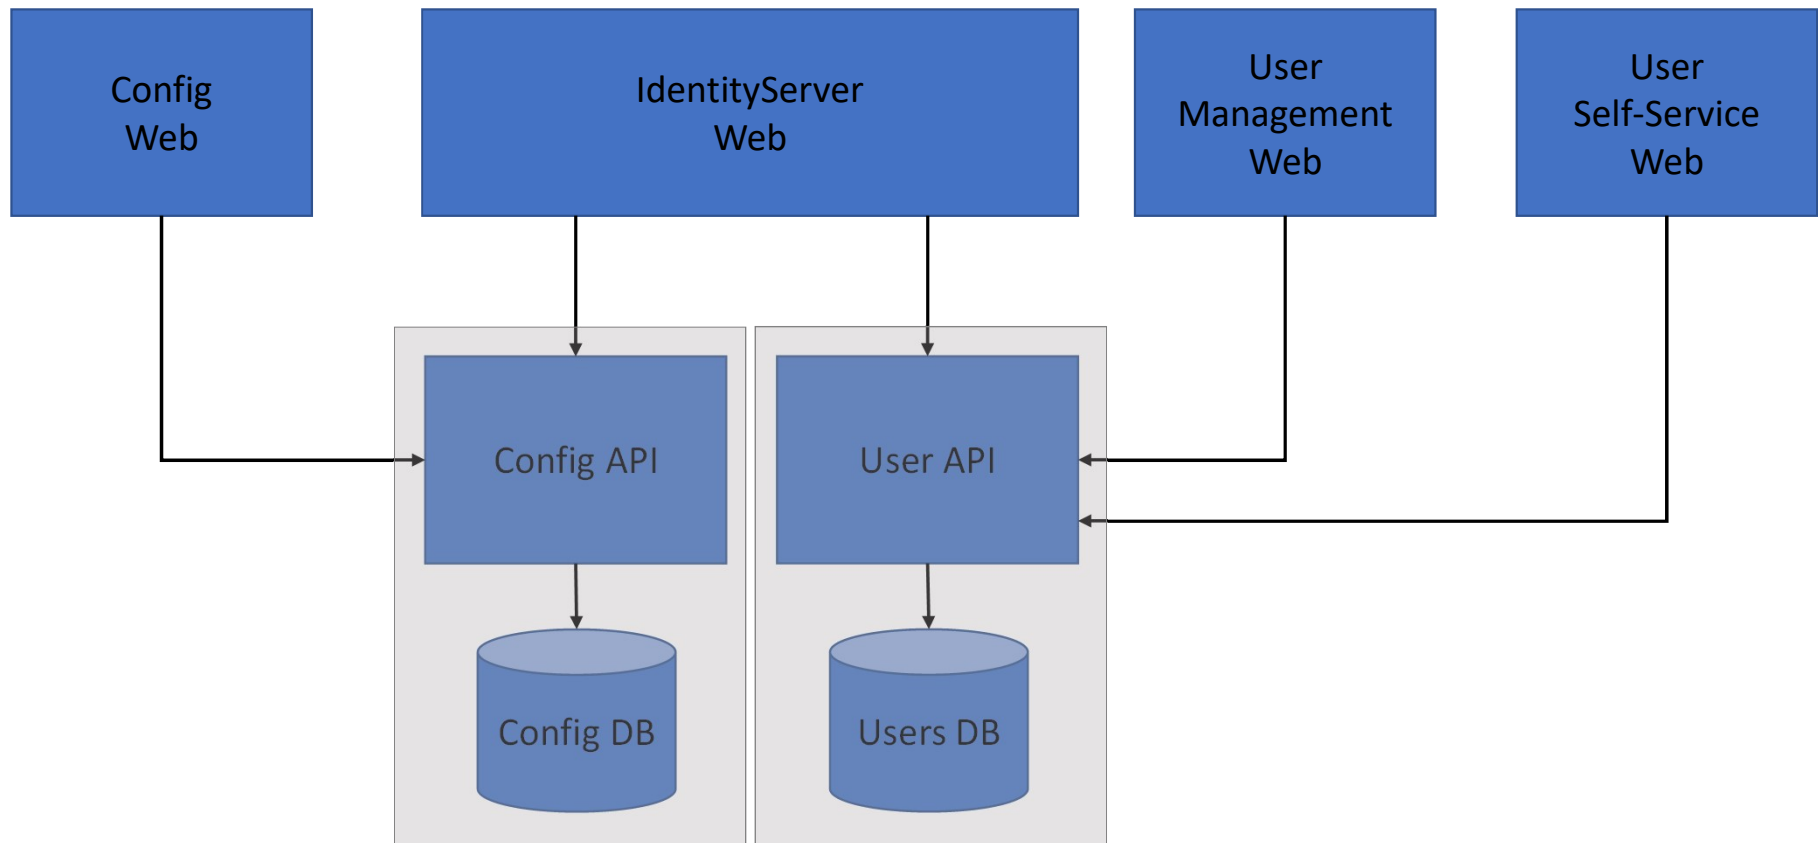 Config
Web
IdentityServer
Web
User
Management
Web
User
Self-Service
Web
Config API
User API
Config DB
Users DB